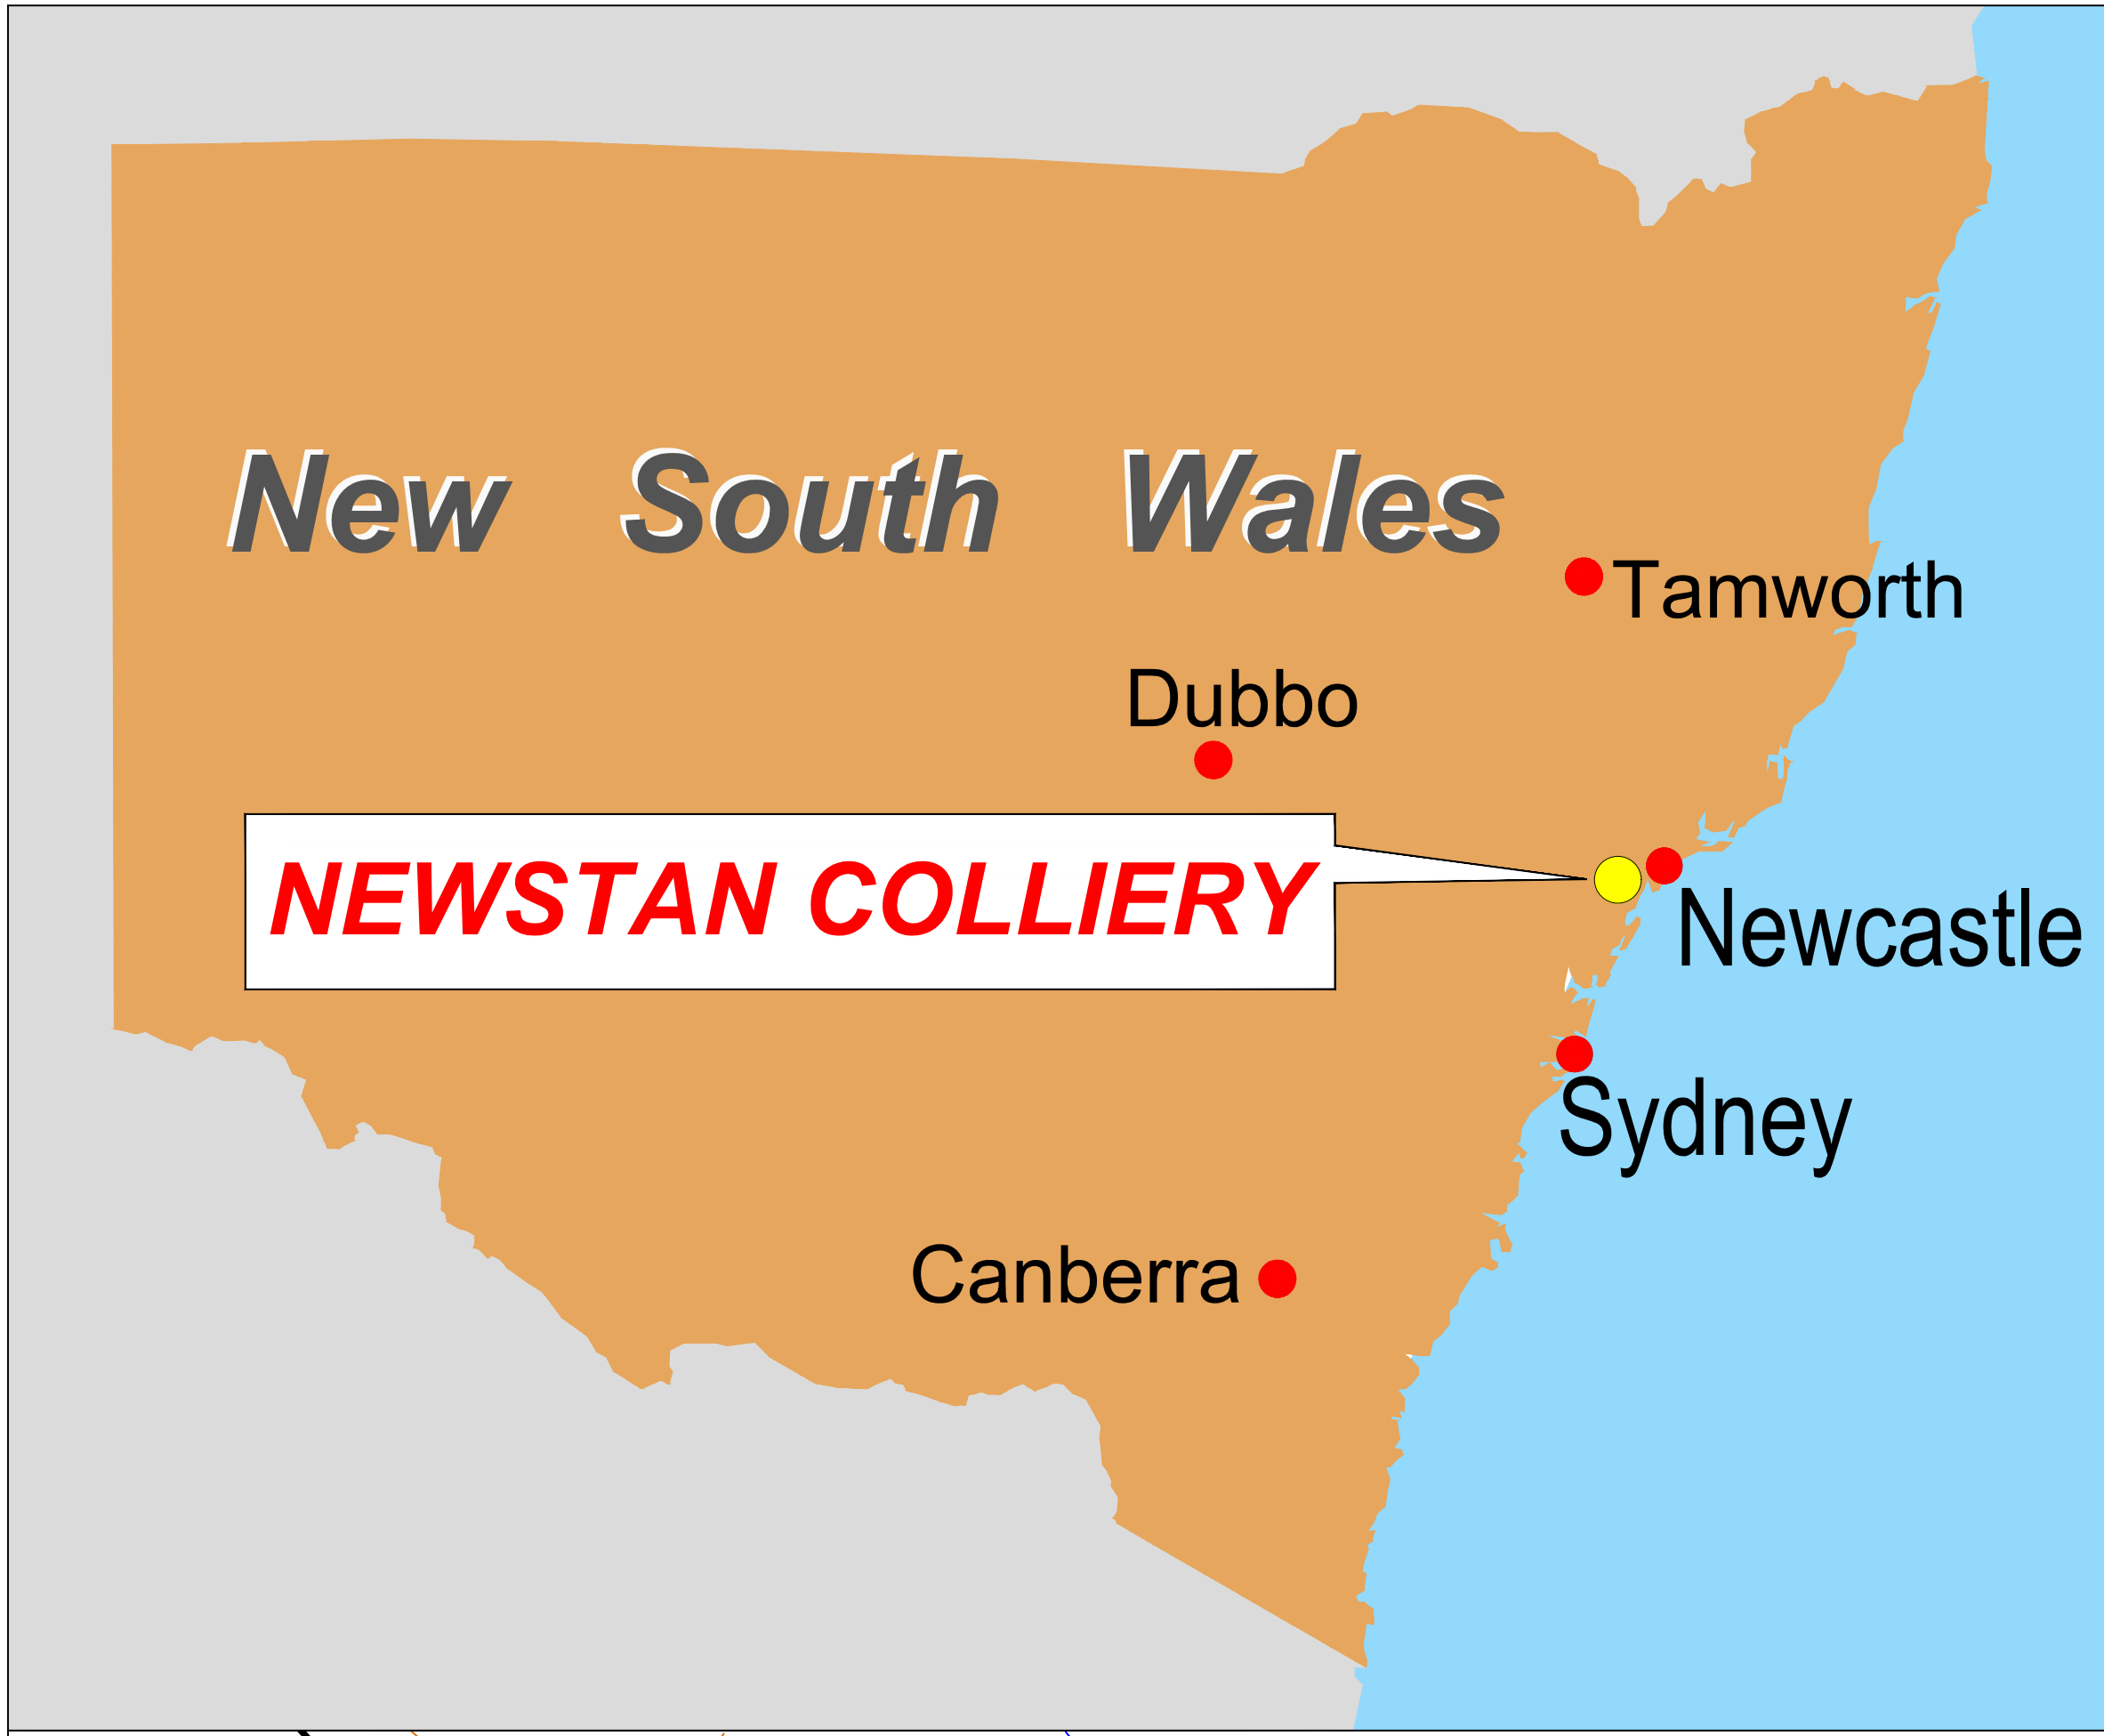 New South Wales
Tamworth
Dubbo
NEWSTAN COLLIERY
Newcastle
Sydney
Canberra